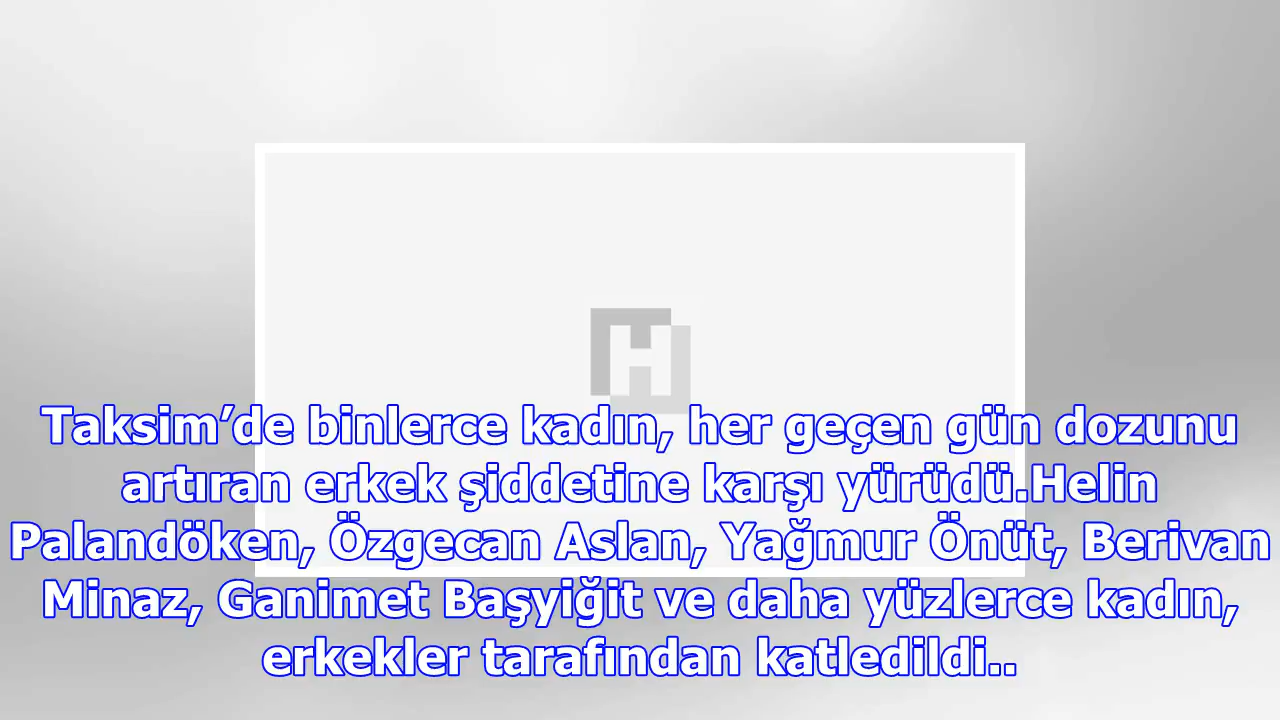 H
Taksim’de binlerce kadın, her geçen gün dozunu
artıran erkek şiddetine karşı yürüdü.Helin
Palandöken, Özgecan Aslan, Yağmur Önüt, Berivan
Minaz, Ganimet Başyiğit ve daha yüzlerce kadın,
erkekler tarafından katledildi..